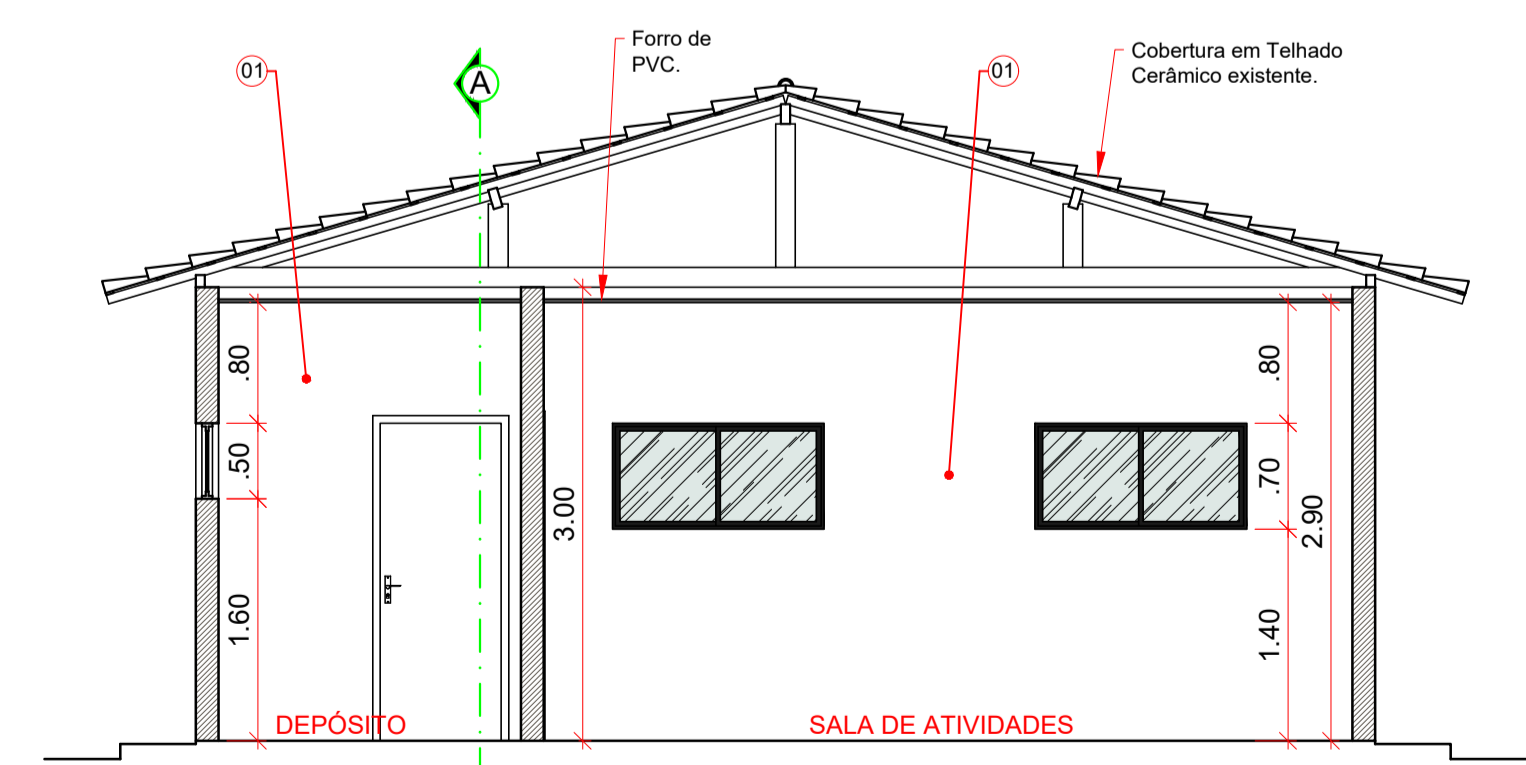 Forro de
PVC.
Cobertura em Telhado
Cerâmico existente.
01
A
01
.80
.50
1.60
3.00
.80
.70
1.40
2.90
DEPÓSITO
SALA DE ATIVIDADES